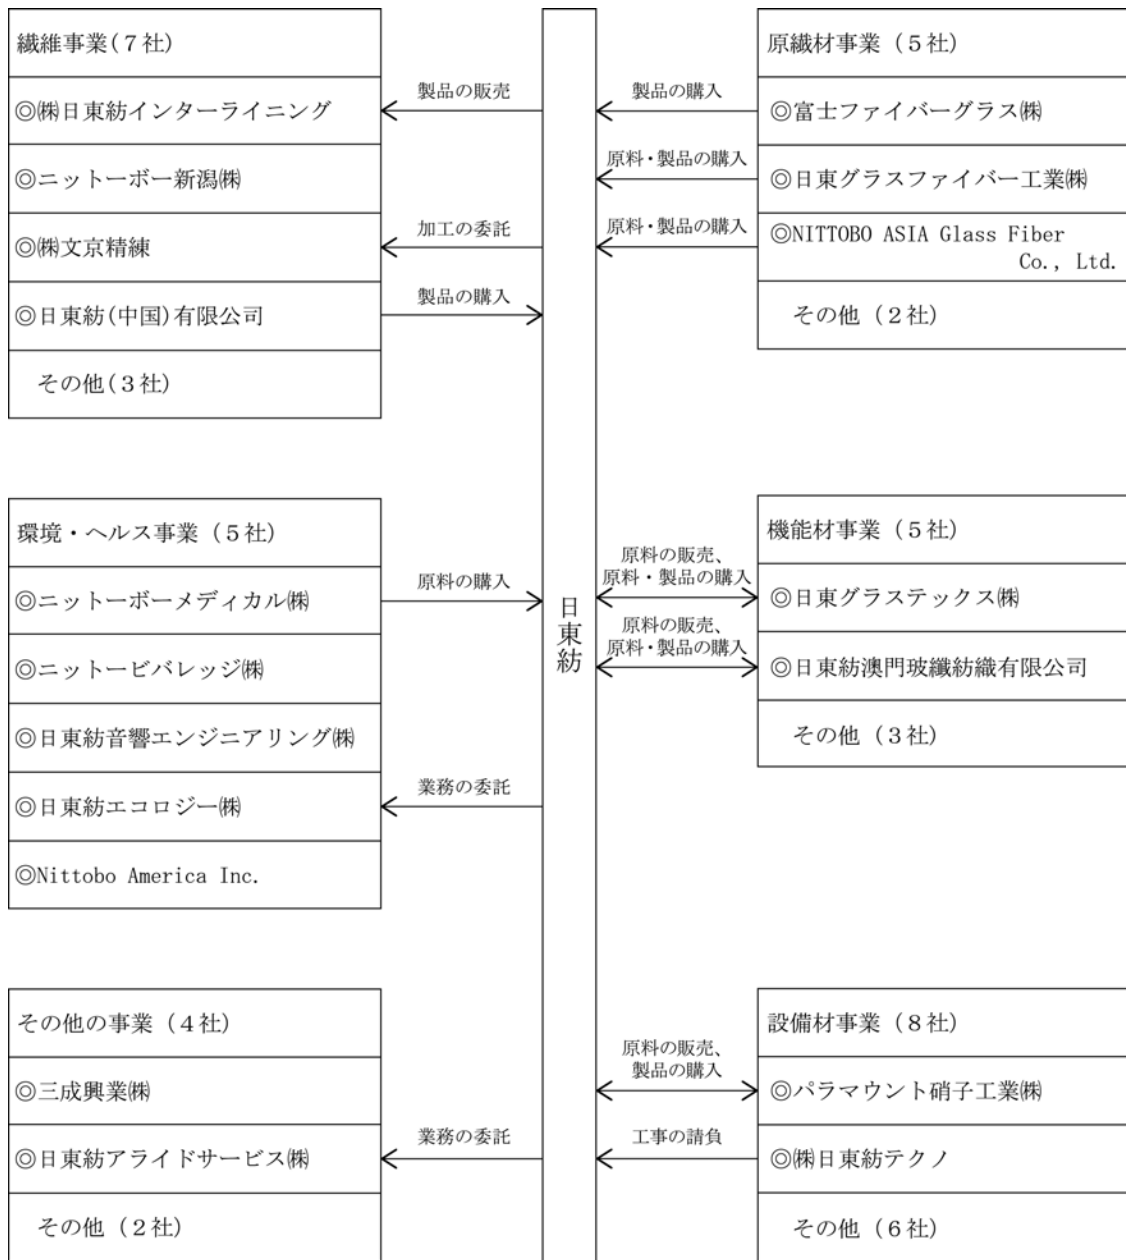 繊維事業(７社)
◎㈱日東紡インターライニング
◎ニットーボー新潟㈱
◎㈱文京精練
◎日東紡(中国)有限公司
その他(３社)
製品の販売
加工の委託
製品の購入
環境・ヘルス事業（５社）
◎ニットーボーメディカル㈱
◎ニットービバレッジ㈱
◎日東紡音響エンジニアリング㈱
◎日東紡エコロジー㈱
◎Nittobo America Inc.
原料の購入
業務の委託
その他の事業（４社）
◎三成興業㈱
◎日東紡アライドサービス㈱
その他（２社）
業務の委託
日東紡
製品の購入
原料・製品の購入
原料・製品の購入
原繊材事業（５社）
◎富士ファイバーグラス㈱
◎日東グラスファイバー工業㈱
◎NITTOBO ASIA Glass Fiber
Co., Ltd.
その他（２社）
原料の販売、
原料・製品の購入
原料の販売、
原料・製品の購入
機能材事業（５社）
◎日東グラステックス㈱
◎日東紡澳門玻纖紡織有限公司
その他（３社）
原料の販売、
製品の購入
工事の請負
設備材事業（８社）
◎パラマウント硝子工業㈱
◎㈱日東紡テクノ
その他（６社）